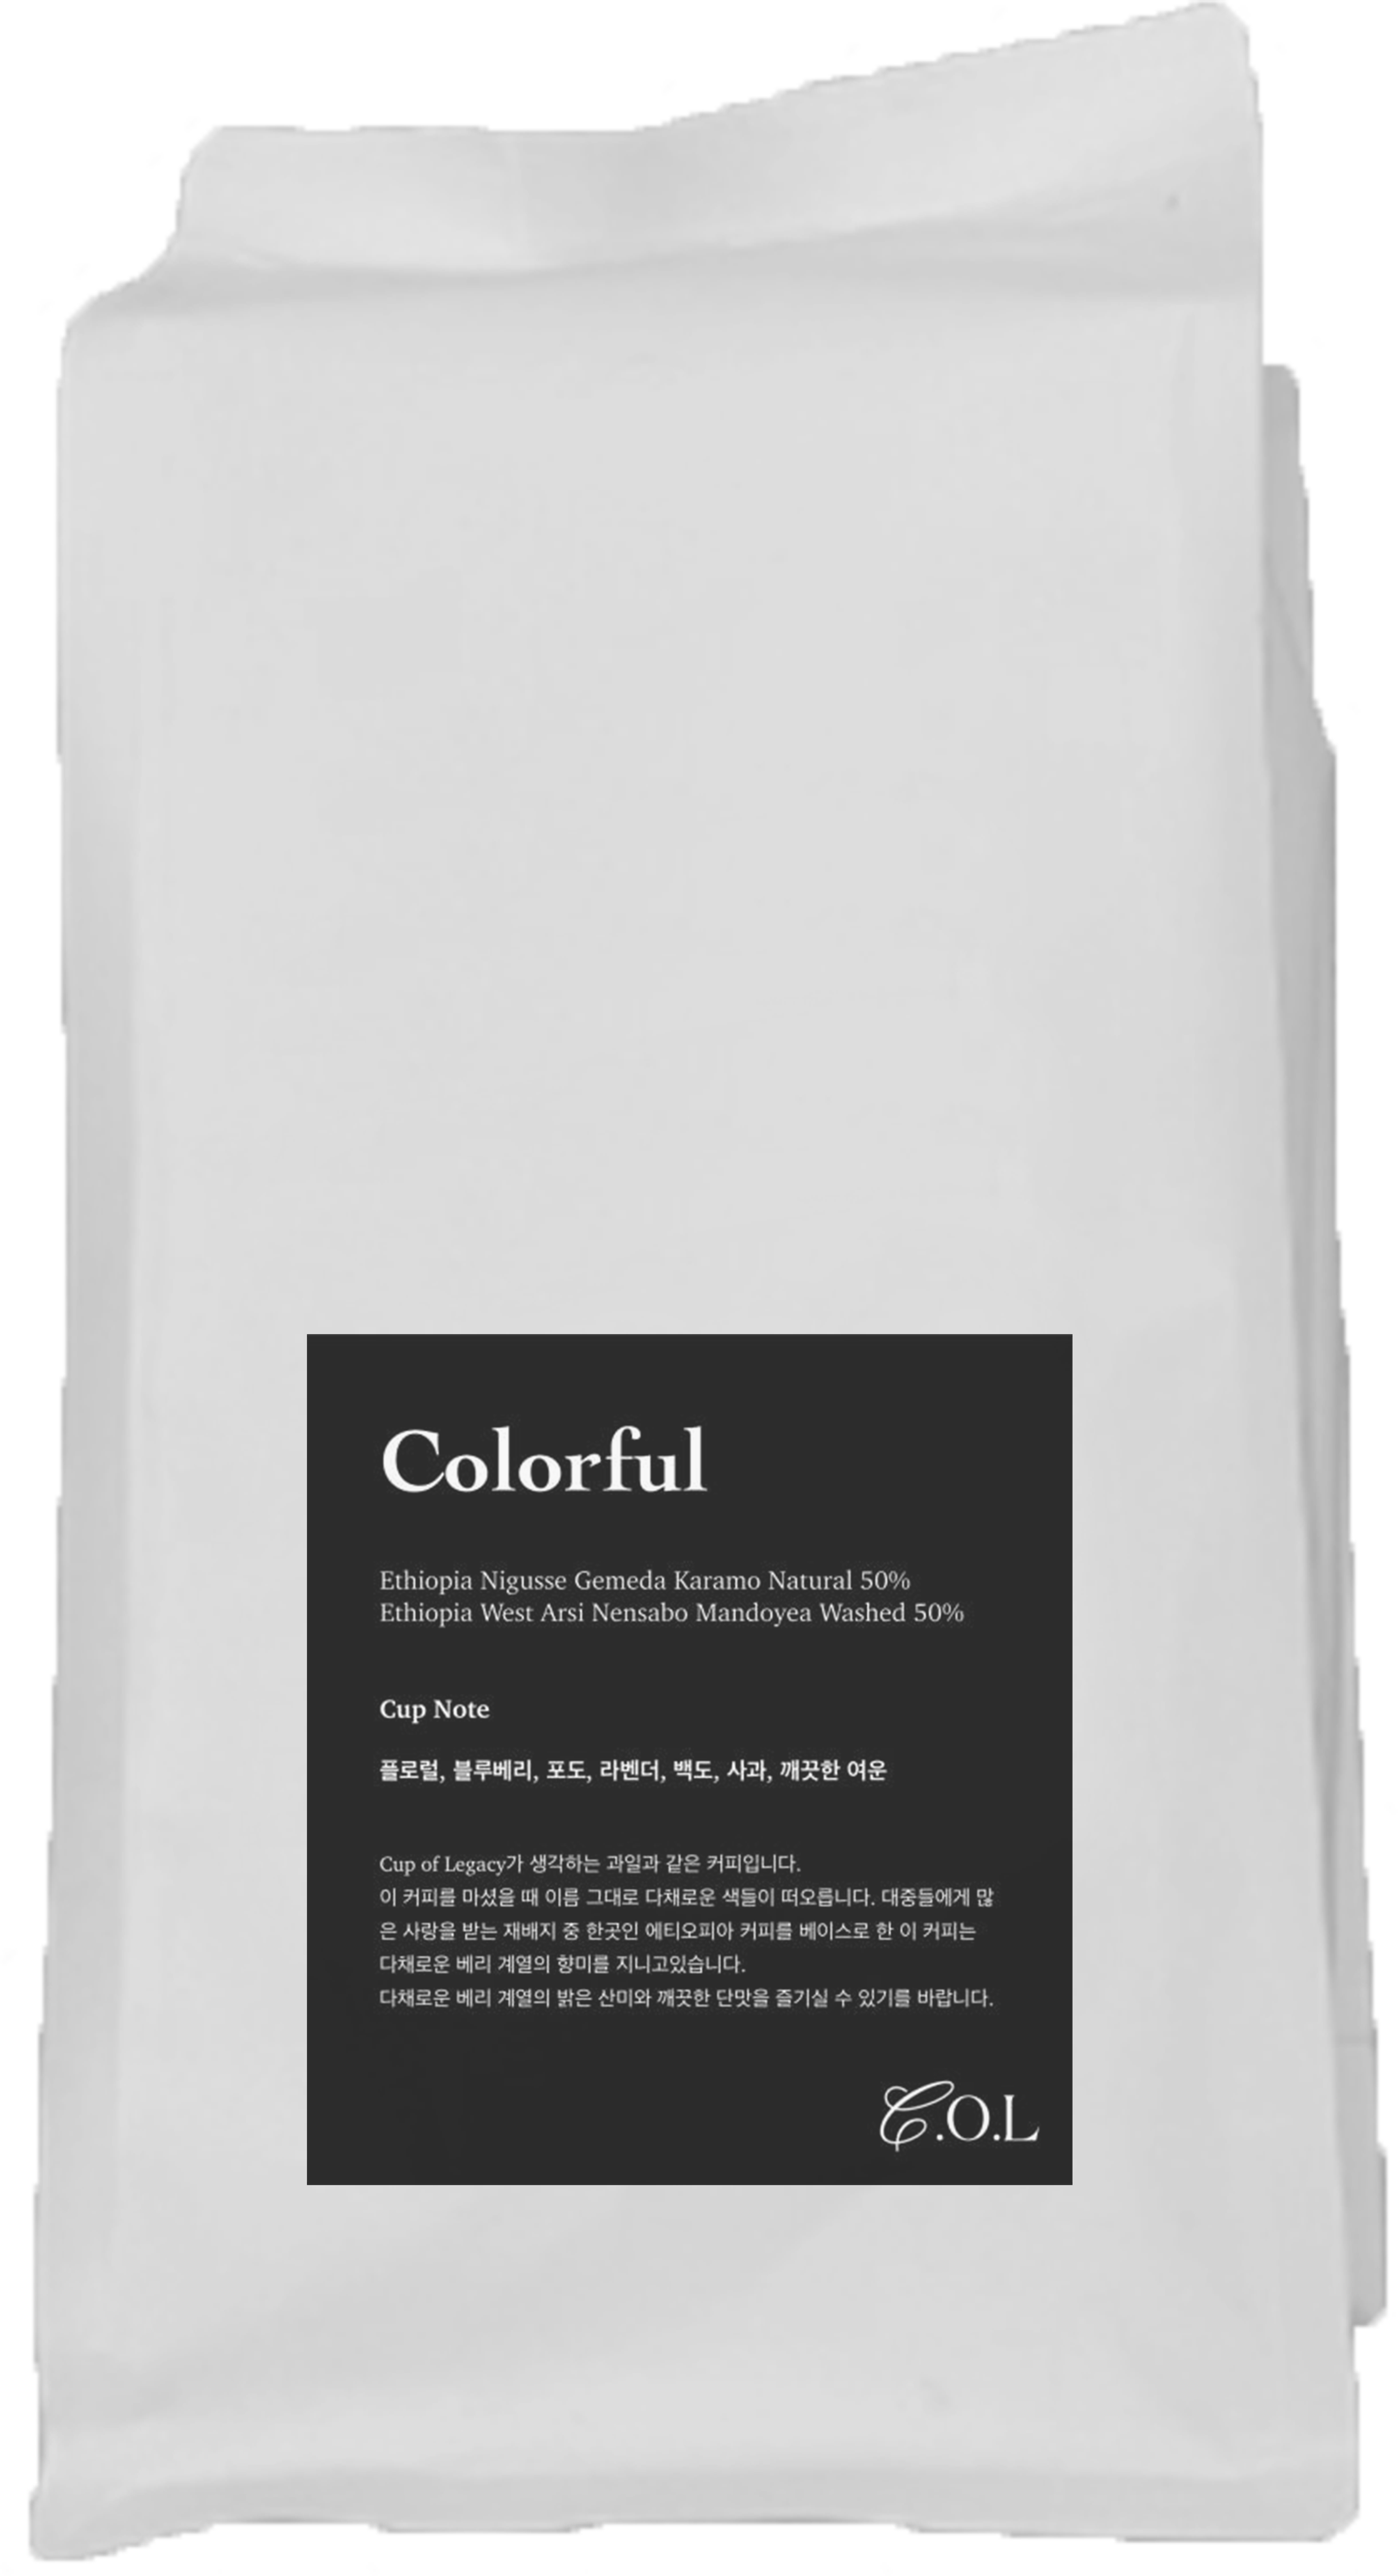 Colorful
Ethiopia Nigusse Gemeda Karamo Natural 50%
Ethiopia West Arsi Nensabo Mandoyea Washed 50%
Cup Note
플로럴, 블루베리, 포도, 라벤더, 백도, 사과, 깨끗한 여운
Cup of Legacy가 생각하는 과일과 같은 커피입니다.
이 커피를 마셨을 때 이름 그대로 다채로운 색들이 떠오릅니다. 대중들에게 많
은 사랑을 받는 재배지 중 한곳인 에티오피아 커피를 베이스로 한 이 커피는
다채로운 베리 계열의 향미를 지니고있습니다.
다채로운 베리 계열의 밝은 산미와 깨끗한 단맛을 즐기실 수 있기를 바랍니다.
C.O.L